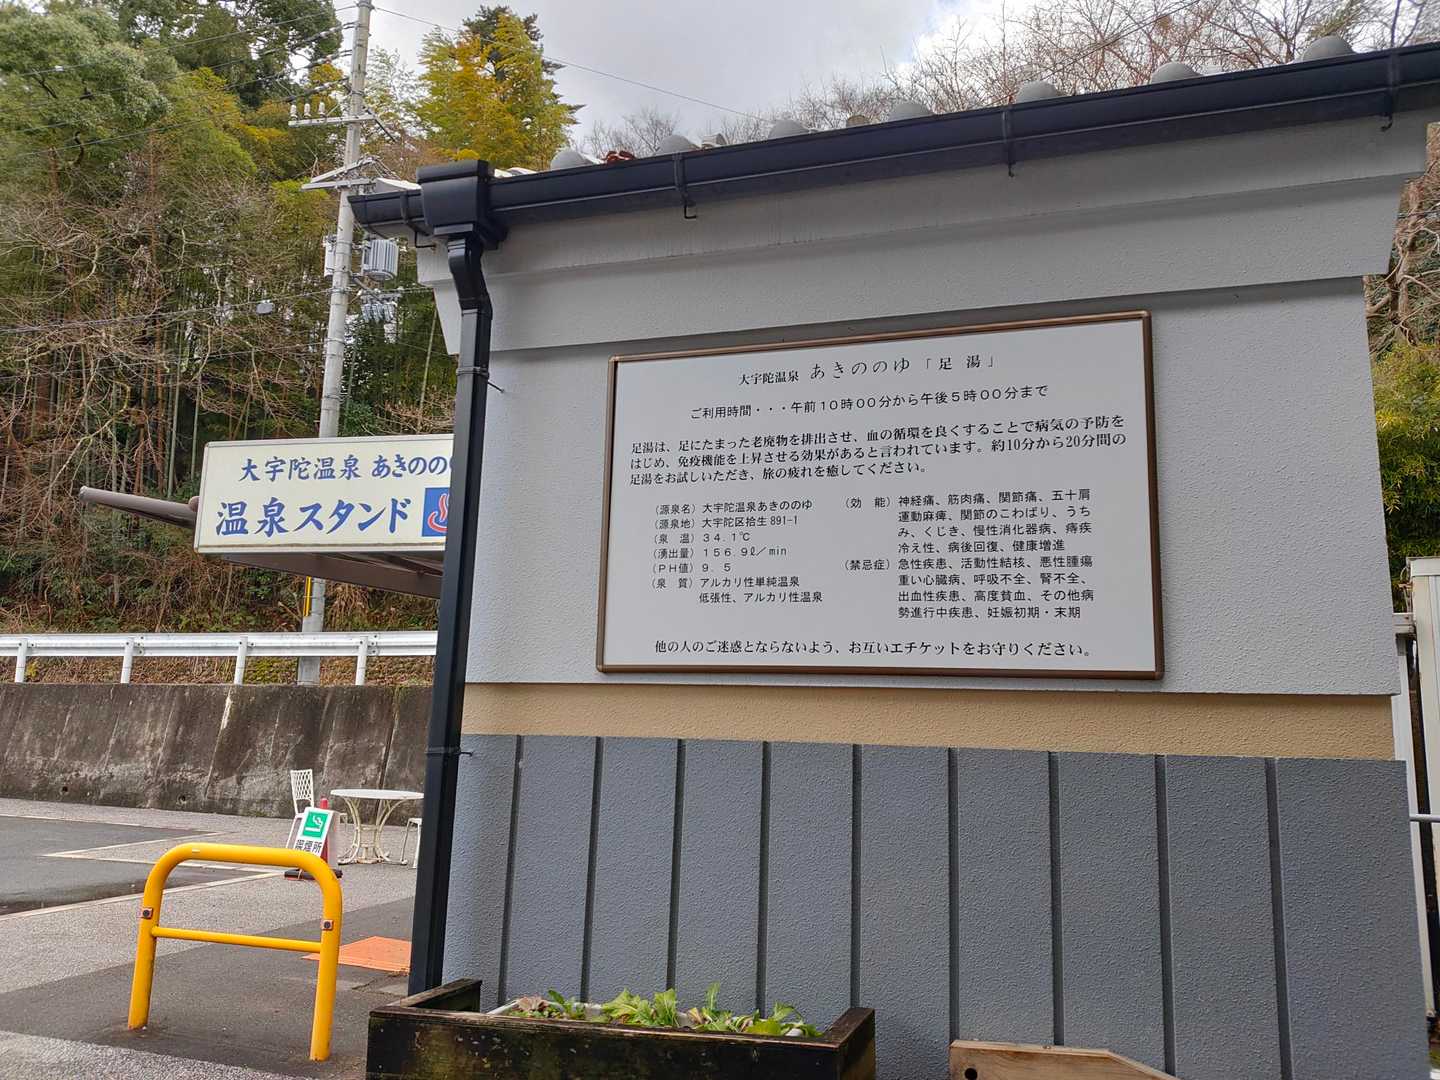 大宇陀温泉 あきののゆ「足湯」
ご利用時間・・・午前10時00分から午後5時00分まで
足湯は、足にたまった老廃物を排出させ、血の循環を良くすることで病気の予防を
はじめ、免疫機能を上昇させる効果があると言われています。約10分から20分間の
足湯をお試しいただき、旅の疲れを癒してください。
（源泉名）大宇陀温泉あきののゆ
（源泉地）大宇陀区拾生891-1
（泉　温）34.1℃
（湧出量）156.9ℓ／min
（PH値）9.5
（泉　質）アルカリ性単純温泉
低張性、アルカリ性温泉
（効　能）神経痛、筋肉痛、関節痛、五十肩
運動麻痺、関節のこわばり、うち
み、くじき、慢性消化器病、痔疾
冷え性、病後回復、健康増進
（禁忌症）急性疾患、活動性結核、悪性腫瘍
重い心臓病、呼吸不全、腎不全、
出血性疾患、高度貧血、その他病
勢進行中疾患、妊娠初期・末期
他の人のご迷惑とならないよう、お互いエチケットをお守りください。
大宇陀温泉 あきののゆ
温泉スタンド
喫煙所